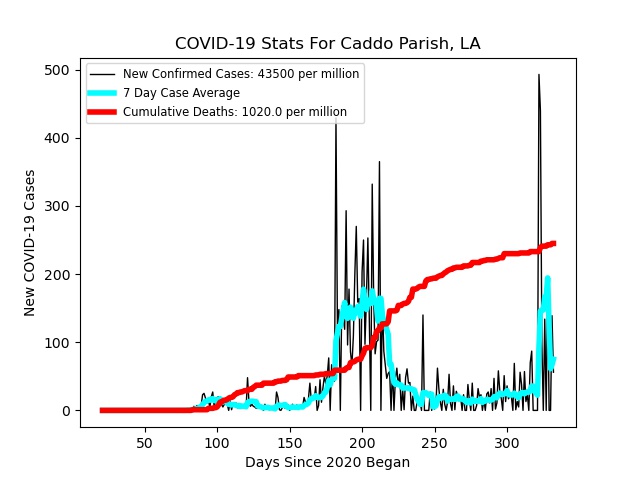 COVID-19 Stats For Caddo Parish, LA
New Confirmed Cases: 43500 per million
7 Day Case Average
Cumulative Deaths: 1020.0 per million
New COVID-19 Cases
500
400
300
200
100
0
50 100 150 200 250 300
Days Since 2020 Began